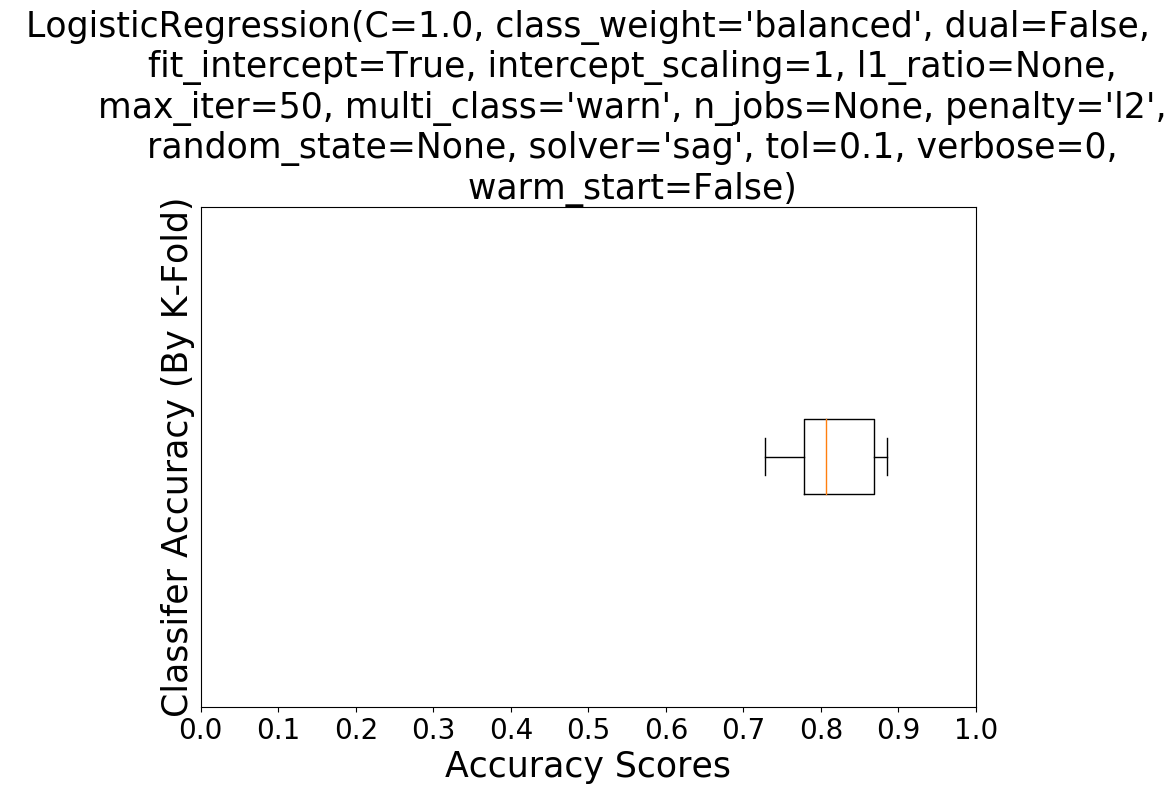 LogisticRegression(C=1.0, class_weight='balanced', dual=False,
fit_intercept=True, intercept_scaling=1, l1_ratio=None,
max_iter=50, multi_class='warn', n_jobs=None, penalty='l2',
random_state=None, solver='sag', tol=0.1, verbose=0,
warm_start=False)
Classifer Accuracy (By K-Fold)
0.0 0.1 0.2 0.3 0.4 0.5 0.6 0.7 0.8 0.9 1.0
Accuracy Scores